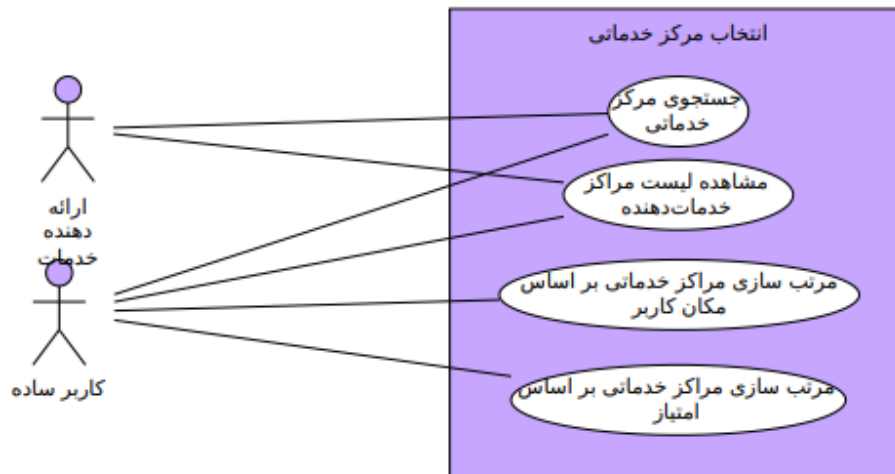 انتخاب مرکز خدماتی
جستجوی مرکز
خدماتی
مشاهده لیست مراکز
خدمات‌دهنده
مرتب سازی مراکز خدماتی بر اساس
مکان کاربر
مرتب سازی مراکز خدماتی بر اساس
امتیاز
ارائه
دهنده
خدمات
کاربر ساده